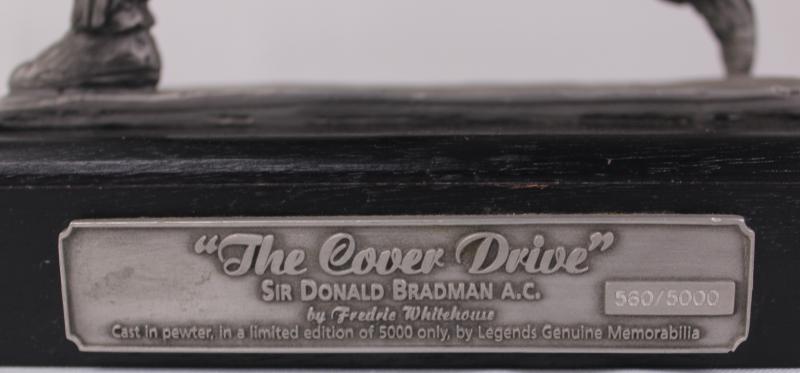 "The Cover Drive"
SIR DONALD BRADMAN A.C.
560/5000
by Fredric Whitehouse
Cast in pewter, in a limited edition of 5000 only, by Legends Genuine Memorabilia